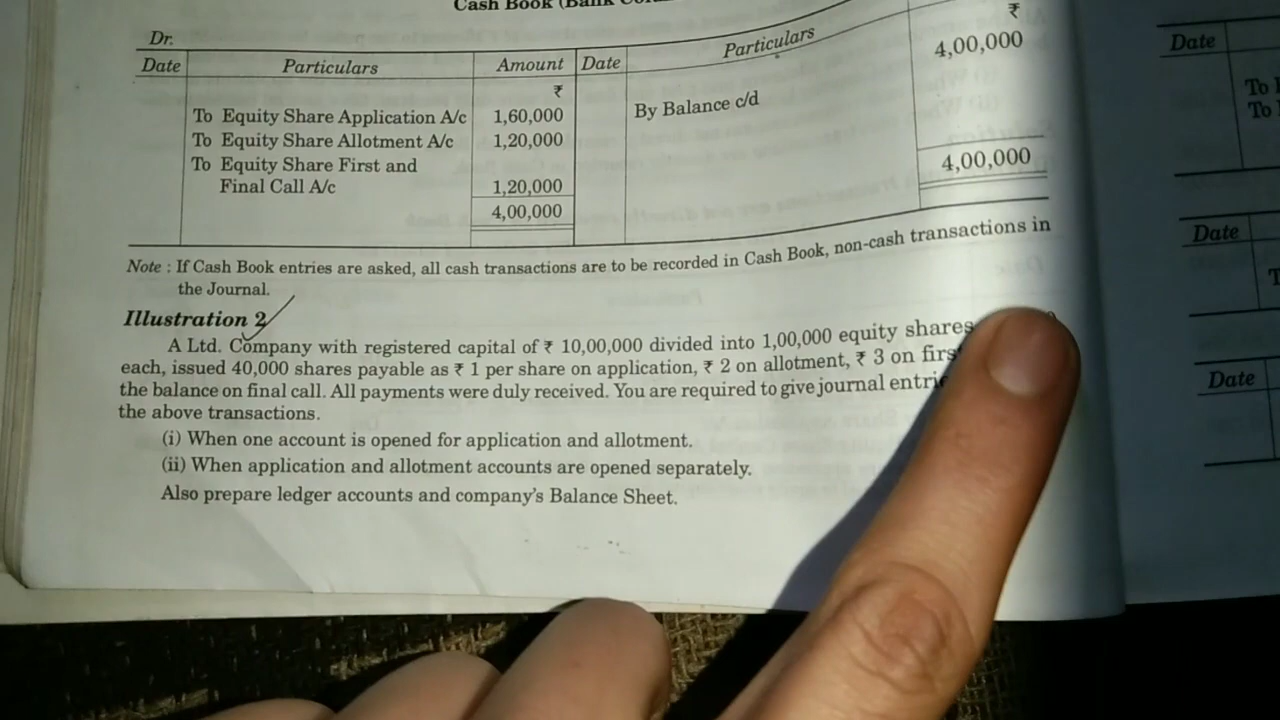 Cash Book (Bank
Dr.
₹
Date Particulars Amount Date Particulars 4,00,000
₹
To Equity Share Application A/c 1,60,000 By Balance c/d
To Equity Share Allotment A/c 1,20,000
To Equity Share First and
Final Call A/c 1,20,000 4,00,000
4,00,000
Note : If Cash Book entries are asked, all cash transactions are to be recorded in Cash Book, non-cash transactions in
the Journal.
Illustration 2
A Ltd. Company with registered capital of ₹ 10,00,000 divided into 1,00,000 equity shares
each, issued 40,000 shares payable as ₹ 1 per share on application, ₹ 2 on allotment, ₹ 3 on
the balance on final call. All payments were duly received. You are required to give journal
the above transactions.
(i) When one account is opened for application and allotment.
(ii) When application and allotment accounts are opened separately.
Also prepare ledger accounts and company's Balance Sheet.
Date
To
To
Date
Date